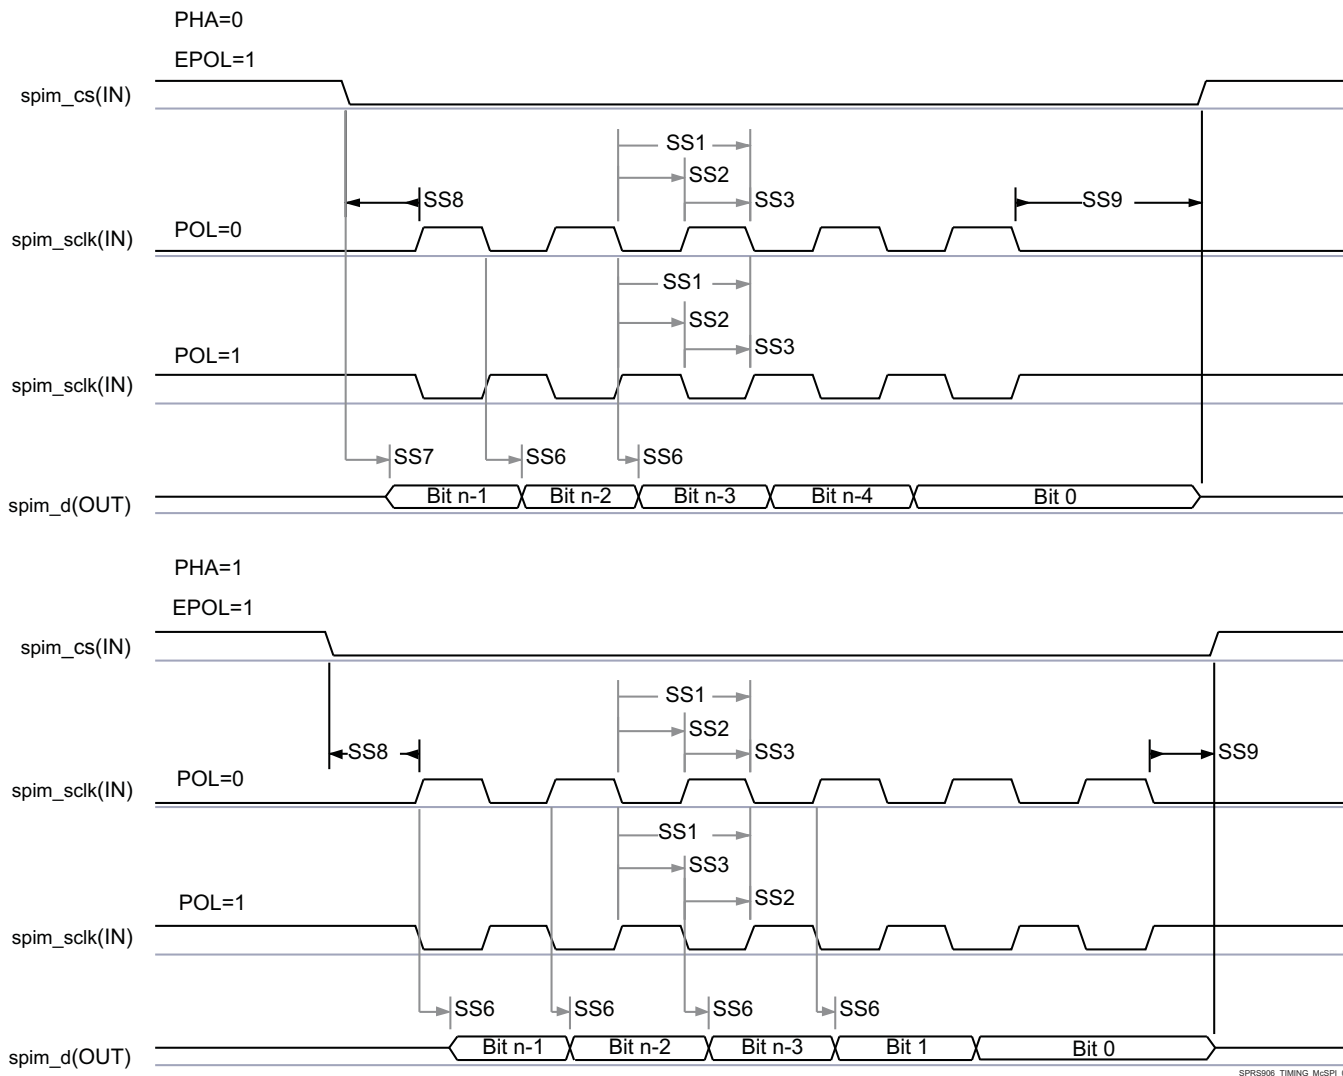 PHA=0
EPOL=1
spim_cs(IN)
SS1
SS2
SS8
SS3
SS9
POL=0
spim_sclk(IN)
SS1
SS2
SS3
POL=1
spim_sclk(IN)
SS7
SS6
SS6
Bit n-1
Bit n-2
Bit n-3
Bit n-4
Bit 0
spim_d(OUT)
PHA=1
EPOL=1
spim_cs(IN)
SS1
SS2
SS8
SS3
SS9
POL=0
spim_sclk(IN)
SS1
SS3
SS2
POL=1
spim_sclk(IN)
SS6
SS6
SS6
SS6
Bit n-1
Bit n-2
Bit n-3
Bit 1
Bit 0
spim_d(OUT)
SPRS906_TIMING_McSPI_